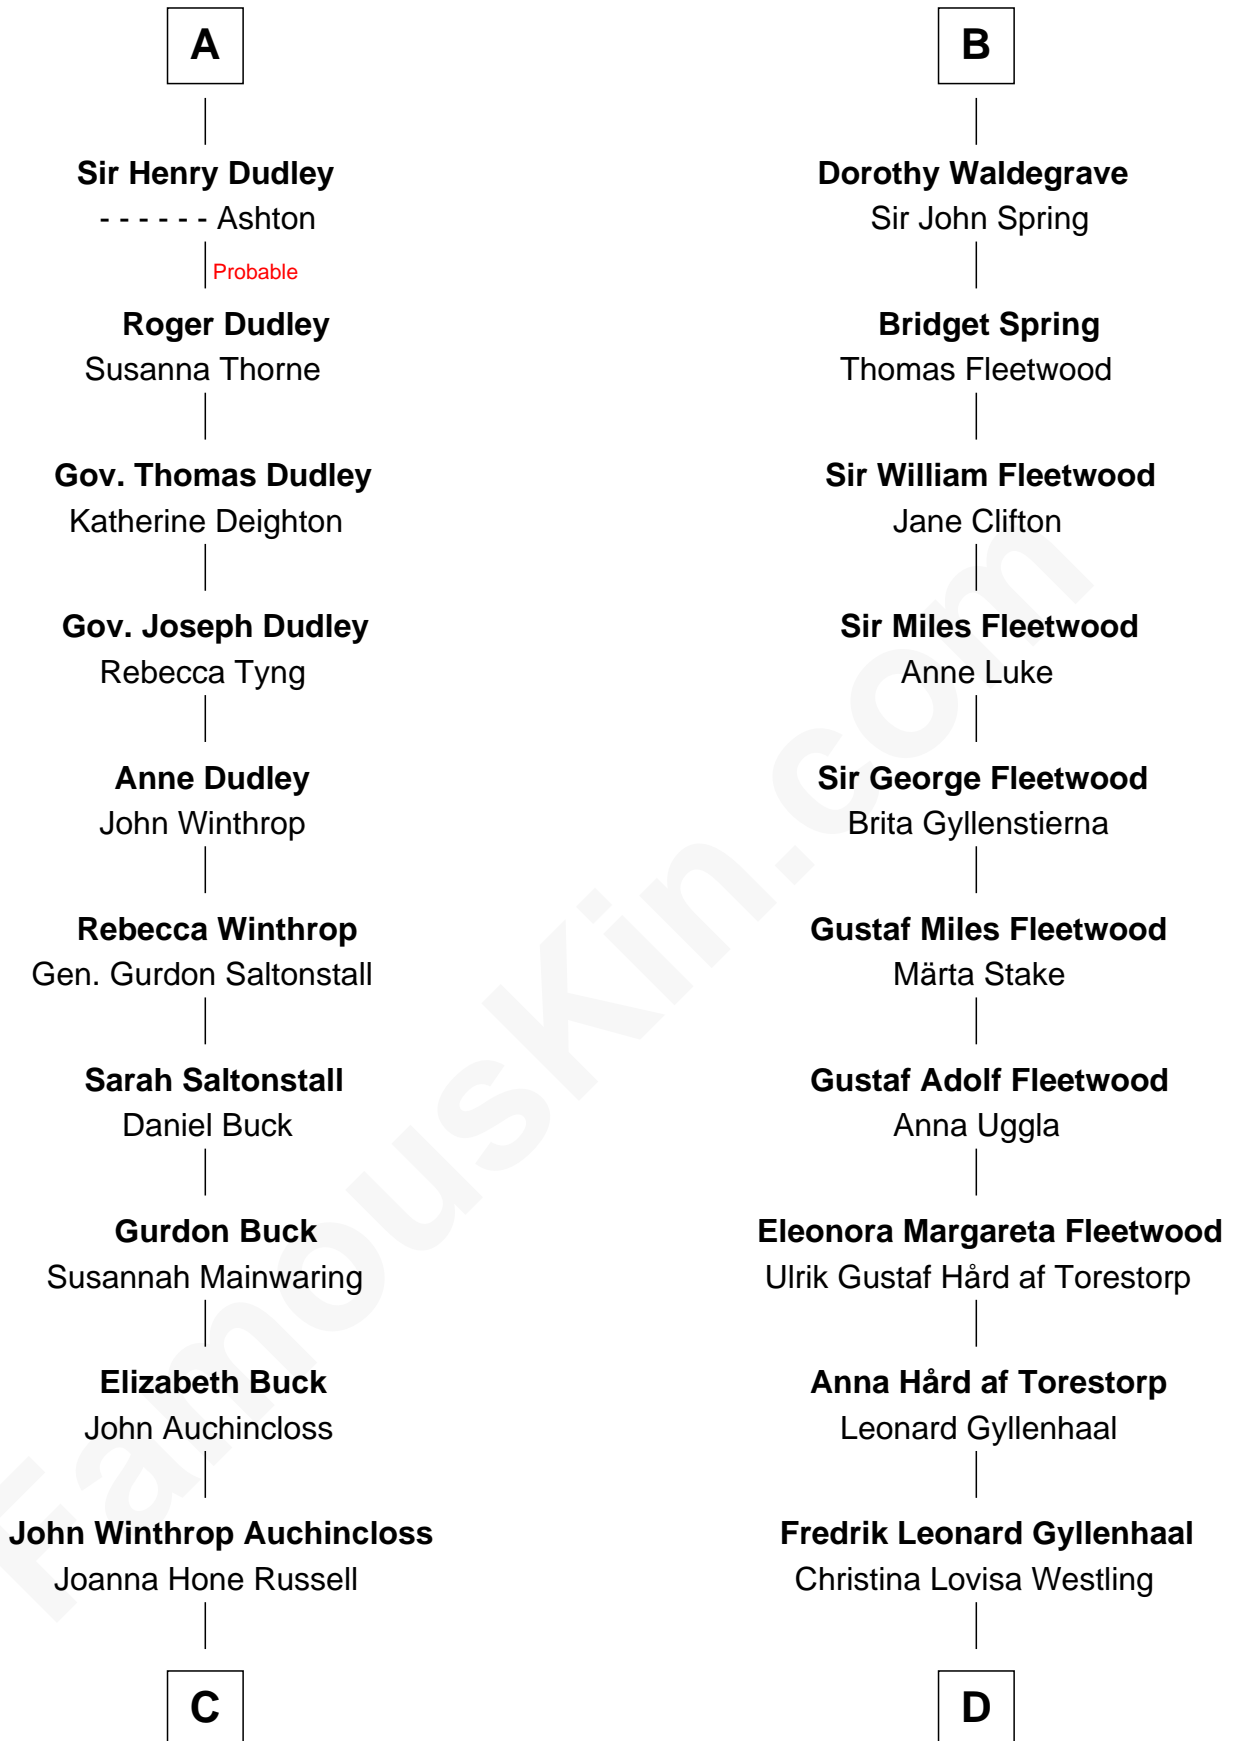 A
Sir Henry Dudley
- - - - - - Ashton
Probable
Roger Dudley
Susanna Thorne
Gov. Thomas Dudley
Katherine Deighton
Gov. Joseph Dudley
Rebecca Tyng
Anne Dudley
John Winthrop
Rebecca Winthrop
Gen. Gurdon Saltonstall
Sarah Saltonstall
Daniel Buck
Gurdon Buck
Susannah Mainwaring
Elizabeth Buck
John Auchincloss
John Winthrop Auchincloss
Joanna Hone Russell
C
B
Dorothy Waldegrave
Sir John Spring
Bridget Spring
Thomas Fleetwood
Sir William Fleetwood
Jane Clifton
Sir Miles Fleetwood
Anne Luke
Sir George Fleetwood
Brita Gyllenstierna
Gustaf Miles Fleetwood
Märta Stake
Gustaf Adolf Fleetwood
Anna Uggla
Eleonora Margareta Fleetwood
Ulrik Gustaf Hård af Torestorp
Anna Hård af Torestorp
Leonard Gyllenhaal
Fredrik Leonard Gyllenhaal
Christina Lovisa Westling
D
FamousKin.com